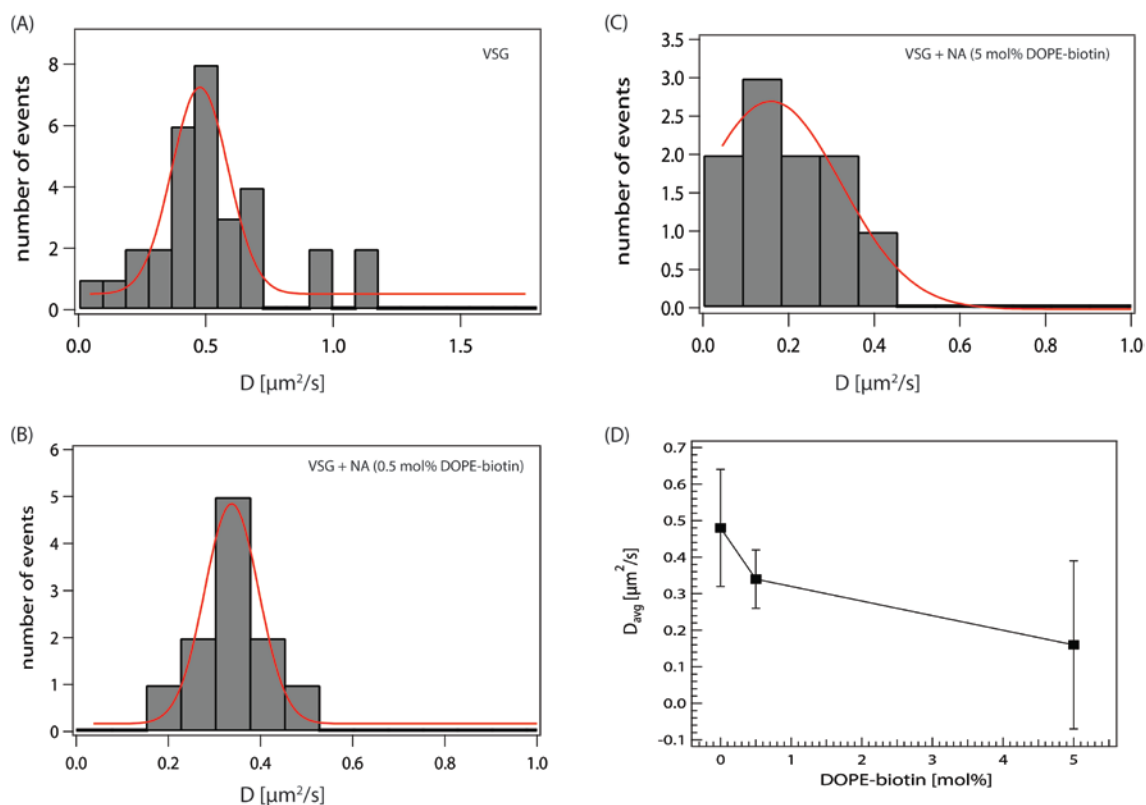 (A)
VSG
number of events
8
6
4
2
0
0.0 0.5 1.0 1.5
D [µm²/s]
(B)
VSG + NA (0.5 mol% DOPE-biotin)
number of events
6
5
4
3
2
1
0
0.0 0.2 0.4 0.6 0.8 1.0
D [µm²/s]
(C)
VSG + NA (5 mol% DOPE-biotin)
number of events
3.5
3.0
2.5
2.0
1.5
1.0
0.5
0.0
0.0 0.2 0.4 0.6 0.8 1.0
D [µm²/s]
(D)
Davg [µm²/s]
0.7
0.6
0.5
0.4
0.3
0.2
0.1
0.0
-0.1
0 1 2 3 4 5
DOPE-biotin [mol%]